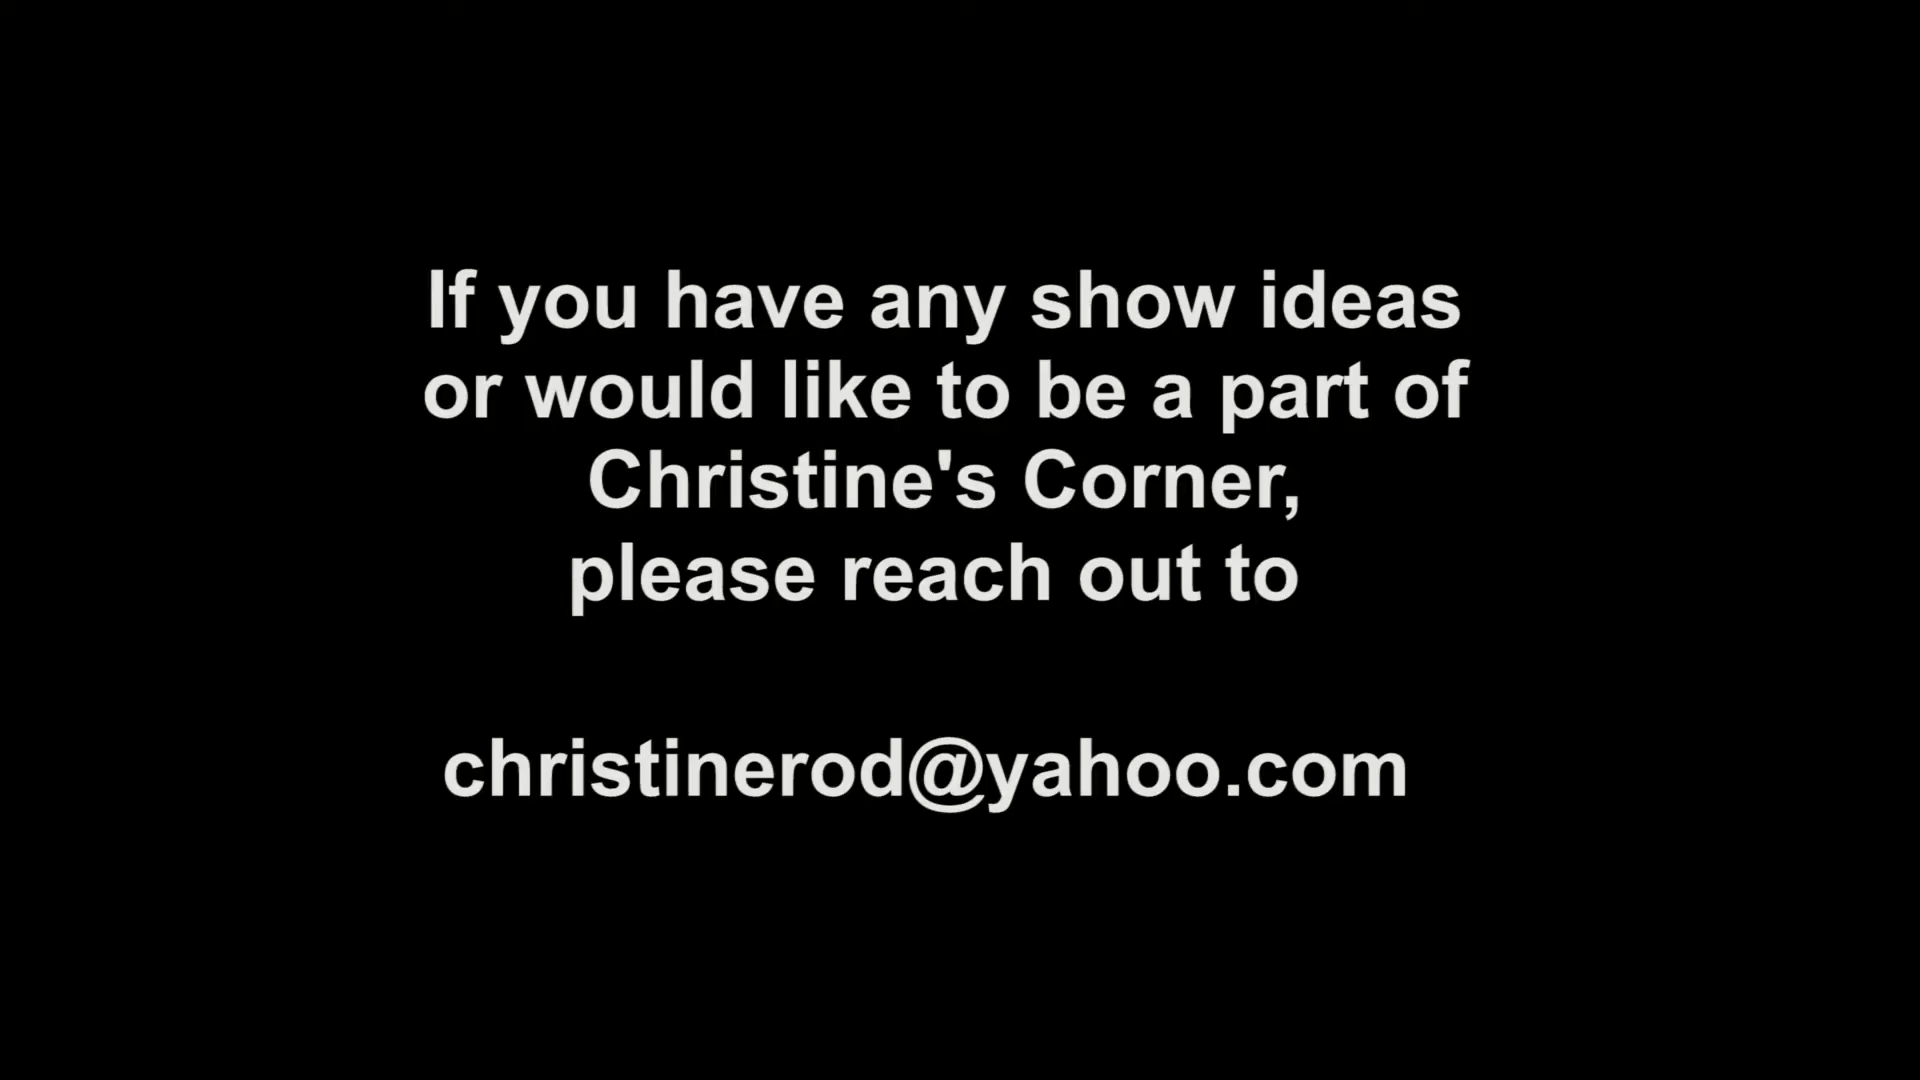 If you have any show ideas
or would like to be a part of
Christine's Corner,
please reach out to
christinerod@yahoo.com